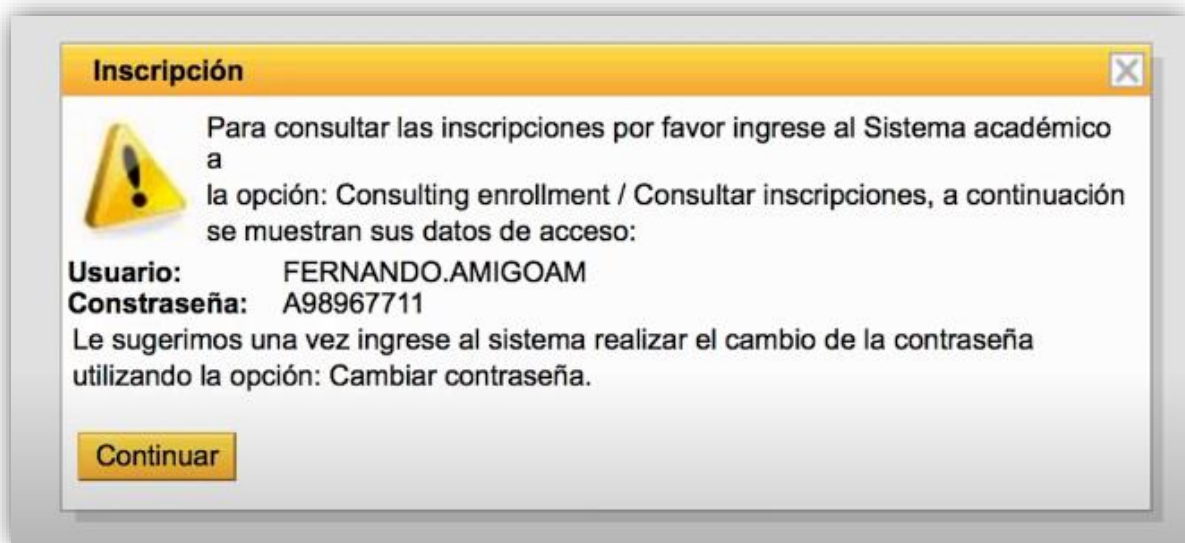 Inscripción
Para consultar las inscripciones por favor ingrese al Sistema académico
a
la opción: Consulting enrollment / Consultar inscripciones, a continuación
se muestran sus datos de acceso:
Usuario: FERNANDO.AMIGOAM
Constraseña: A98967711
Le sugerimos una vez ingrese al sistema realizar el cambio de la contraseña
utilizando la opción: Cambiar contraseña.
Continuar